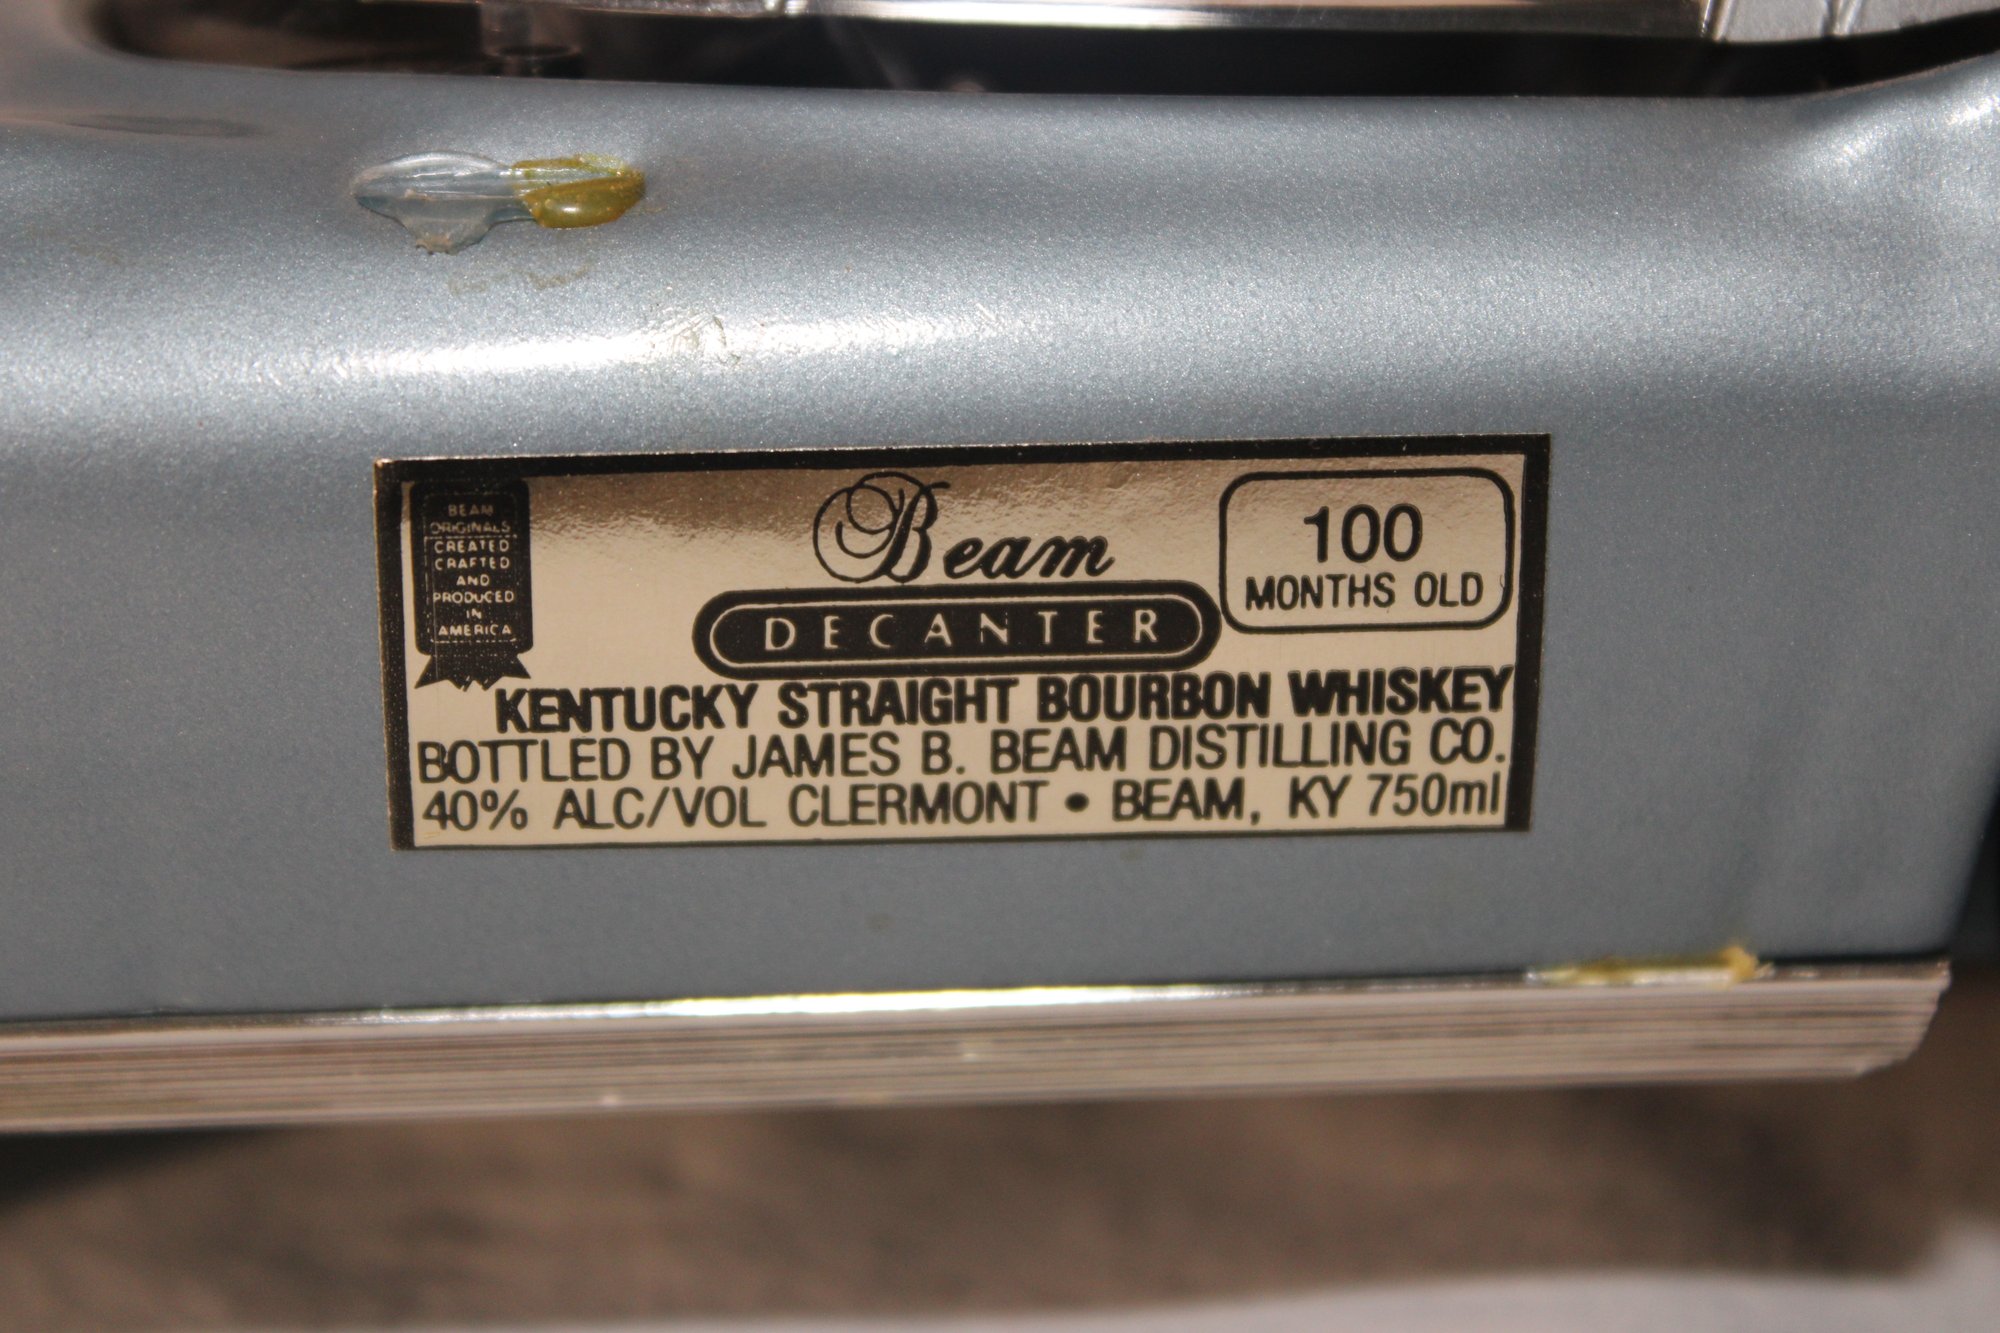 BEAM
ORIGINALS
CREATED
CRAFTED
AND
PRODUCED
IN
AMERICA
Beam
DECANTER
100
MONTHS OLD
KENTUCKY STRAIGHT BOURBON WHISKEY
BOTTLED BY JAMES B. BEAM DISTILLING CO.
40% ALC/VOL CLERMONT • BEAM, KY 750ml